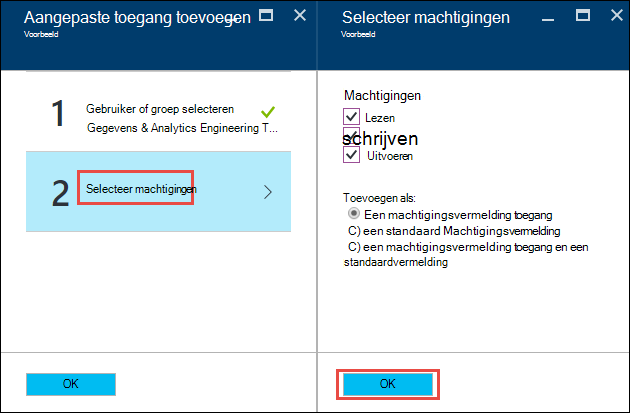 Aangepaste toegang toevoegen
Voorbeeld
1
Gebruiker of groep selecteren
Gegevens & Analytics Engineering T...
2
Selecteer machtigingen
OK
Selecteer machtigingen
Voorbeeld
Machtigingen
Lezen
schrijven
Uitvoeren
Toevoegen als:
Een machtigingsvermelding toegang
C) een standaard Machtigingsvermelding
C) een machtigingsvermelding toegang en een
standaardvermelding
OK